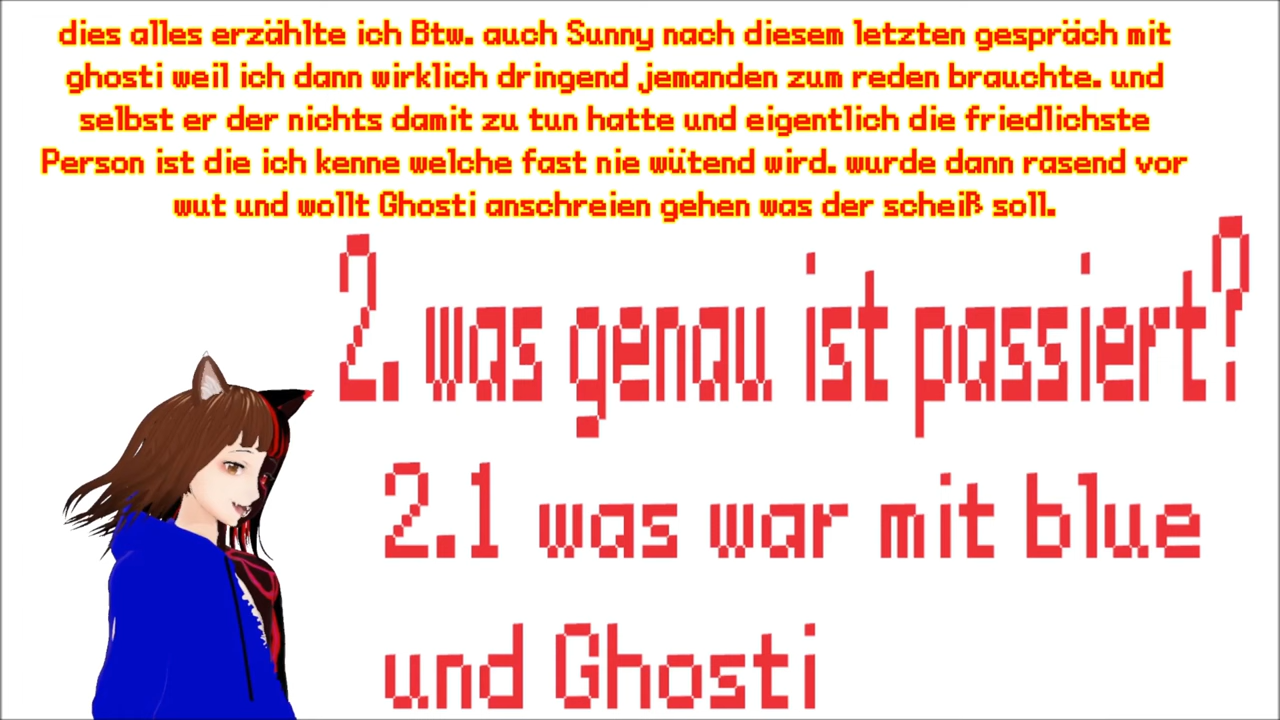 dies alles erzählte ich Btw. auch Sunny nach diesem letzten gespräch mit
ghosti weil ich dann wirklich dringend jemanden zum reden brauchte. und
selbst er der nichts damit zu tun hatte und eigentlich die friedlichste
Person ist die ich kenne welche fast nie wütend wird. wurde dann rasend vor
wut und wollt Ghosti anschreien gehen was der scheiß soll.
2. was genau ist passiert?
2.1 was war mit blue
und Ghosti